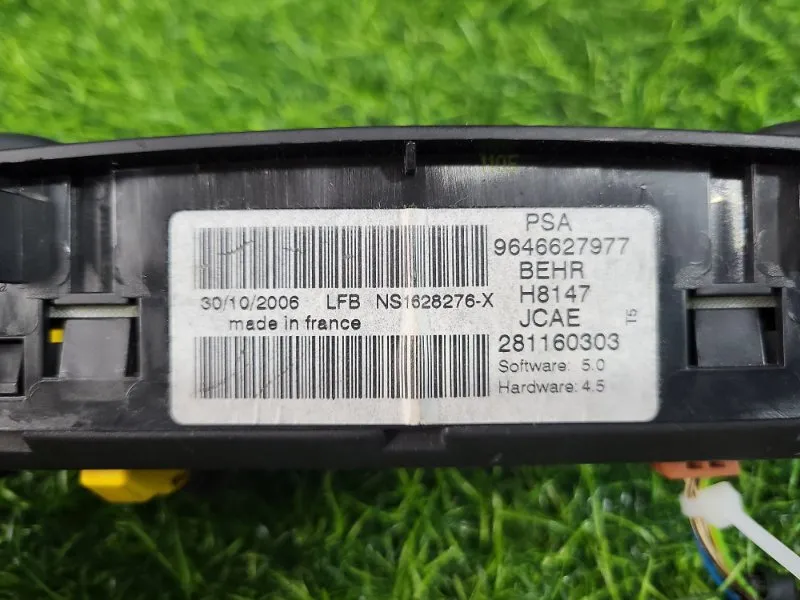 PSA
9646627977
BEHR
30/10/2006 LFB NS1628276-X
H8147
made in france
JCAE
281160303
T5
Software: 5.0
Hardware: 4.5